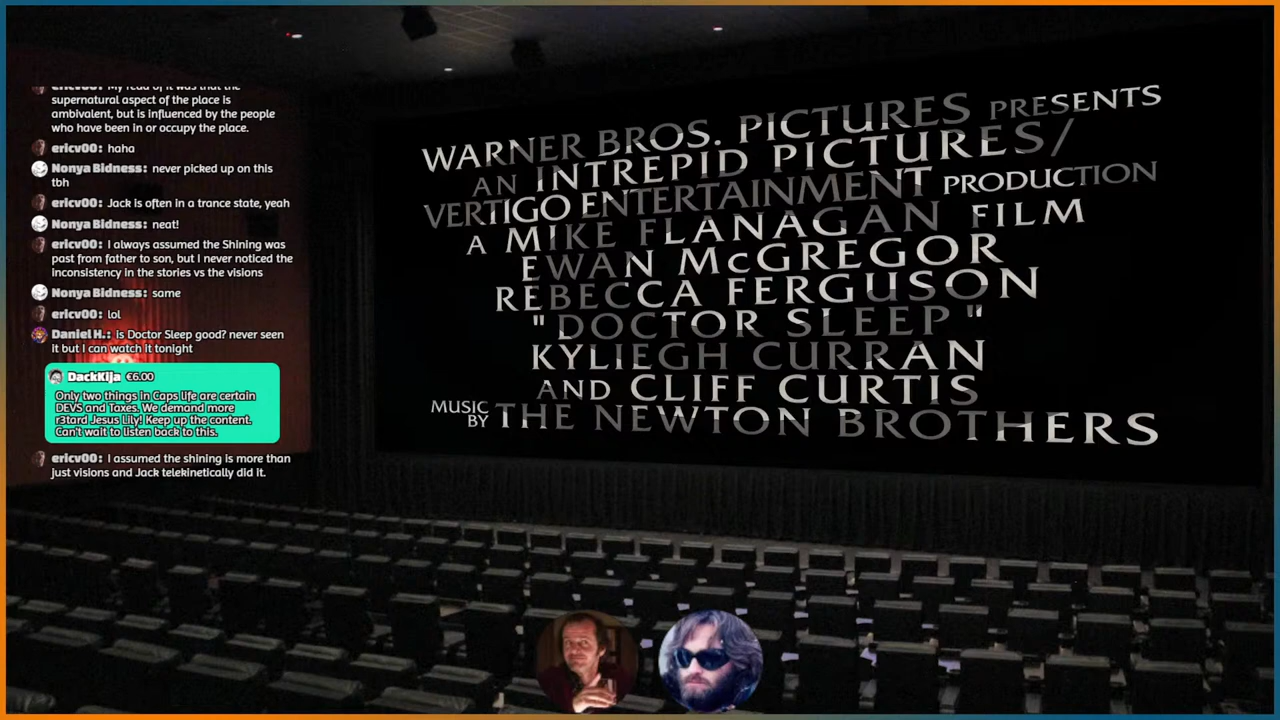 ericv00: My read of it was that the
supernatural aspect of the place is
ambivalent, but is influenced by the people
who have been in or occupy the place.
ericv00: haha
Nonya Bidness: never picked up on this
tbh
ericv00: Jack is often in a trance state, yeah
Nonya Bidness: neat!
ericv00: I always assumed the Shining was
past from father to son, but I never noticed the
inconsistency in the stories vs the visions
Nonya Bidness: same
ericv00: lol
Daniel H.: is Doctor Sleep good? never seen
it but I can watch it tonight
DackKija €6.00
Only two things in Caps life are certain
DEVS and Taxes. We demand more
r3tard Jesus Lily! Keep up the content.
Can't wait to listen back to this.
ericv00: I assumed the shining is more than
just visions and Jack telekinetically did it.
WARNER BROS. PICTURES PRESENTS
AN INTREPID PICTURES/
VERTIGO ENTERTAINMENT PRODUCTION
A MIKE FLANAGAN FILM
EWAN McGREGOR
REBECCA FERGUSON
"DOCTOR SLEEP"
KYLIEGH CURRAN
AND CLIFF CURTIS
MUSIC BY THE NEWTON BROTHERS